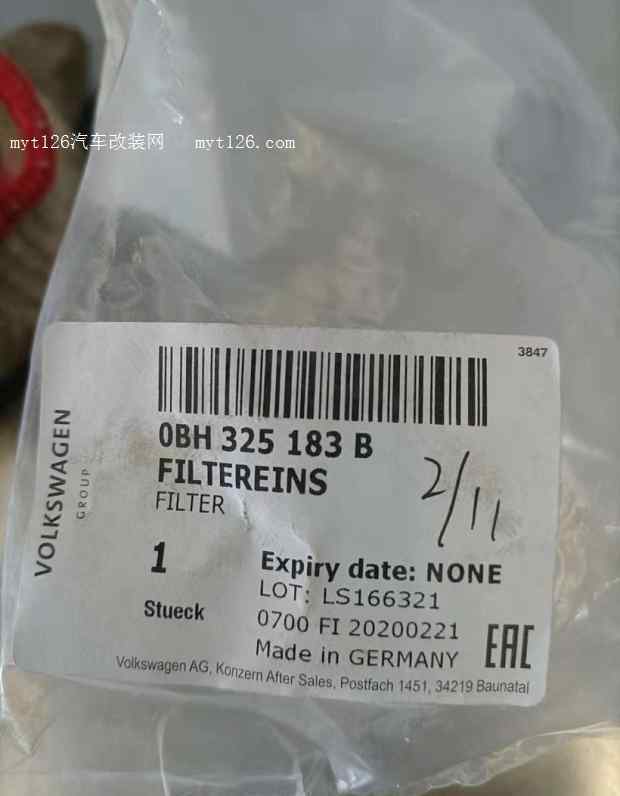 myt126汽车改装网 myt126.com
3847
VOLKSWAGEN
GROUP
0BH 325 183 B
FILTEREINS
FILTER
2/11
1
Stueck
Expiry date: NONE
LOT: LS166321
0700 FI 20200221
Made in GERMANY
EAC
Volkswagen AG, Konzern After Sales, Postfach 1451, 34219 Baunatal